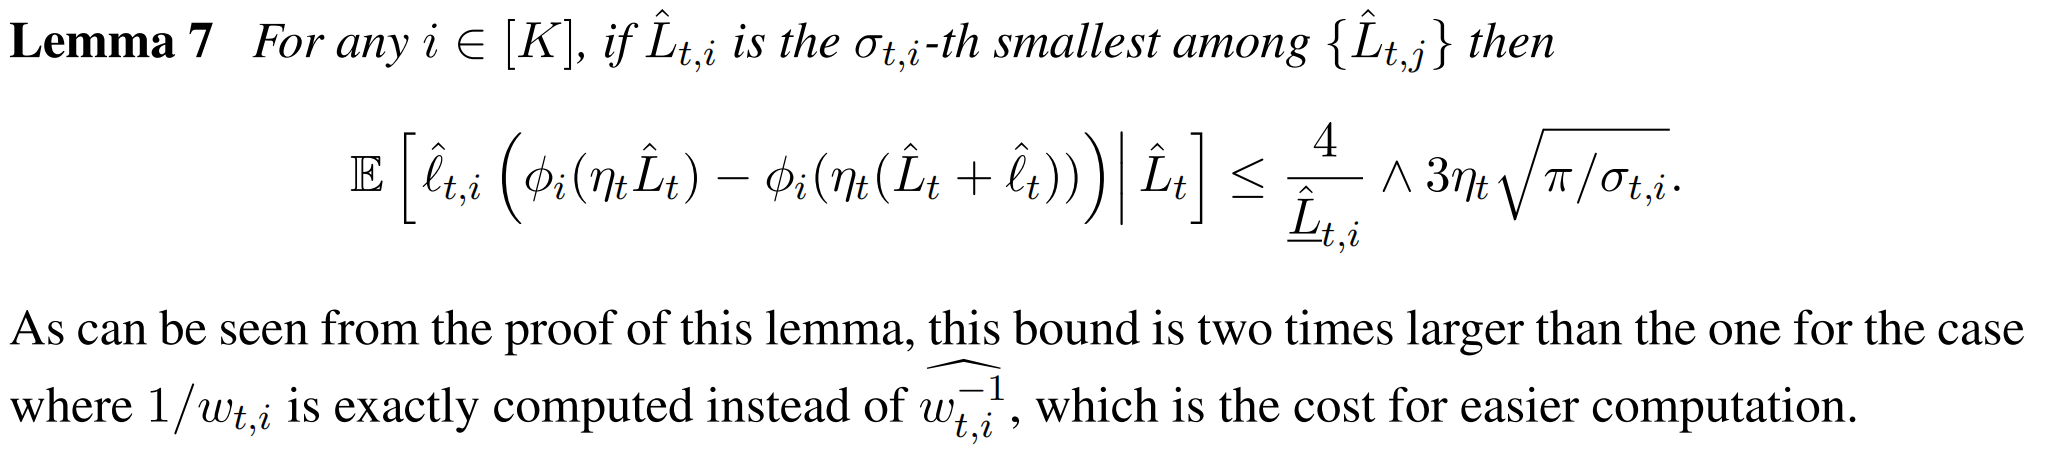 Lemma 7 For any $i \in [K]$, if $\hat{L}_{t,i}$ is the $\sigma_{t,i}$-th smallest among $\{\hat{L}_{t,j}\}$ then
$$\mathbb{E}\left[\hat{\ell}_{t,i}\left(\phi_i(\eta_t\hat{L}_t) - \phi_i(\eta_t(\hat{L}_t + \hat{\ell}_t))\right)\middle|\hat{L}_t\right] \leq \frac{4}{\underline{\hat{L}}_{t,i}} \wedge 3\eta_t\sqrt{\pi/\sigma_{t,i}}.$$
As can be seen from the proof of this lemma, this bound is two times larger than the one for the case
where $1/w_{t,i}$ is exactly computed instead of $\widehat{w_{t,i}^{-1}}$, which is the cost for easier computation.